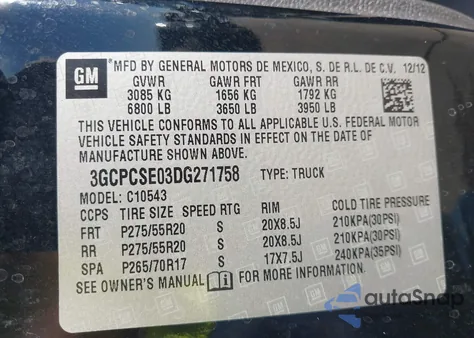 GM MFD BY GENERAL MOTORS DE MEXICO, S. DE R.L. DE C.V. 12/12
GVWR GAWR FRT GAWR RR
3085 KG 1656 KG 1792 KG
6800 LB 3650 LB 3950 LB
THIS VEHICLE CONFORMS TO ALL APPLICABLE U.S. FEDERAL MOTOR
VEHICLE SAFETY STANDARDS IN EFFECT ON THE DATE OF
MANUFACTURE SHOWN ABOVE.
3GCPCSE03DG271758 TYPE: TRUCK
MODEL: C10543
CCPS TIRE SIZE SPEED RTG RIM COLD TIRE PRESSURE
FRT P275/55R20 S 20X8.5J 210KPA(30PSI)
RR P275/55R20 S 20X8.5J 210KPA(30PSI)
SPA P265/70R17 S 17X7.5J 240KPA(35PSI)
SEE OWNER'S MANUAL FOR MORE INFORMATION.
autoSnap